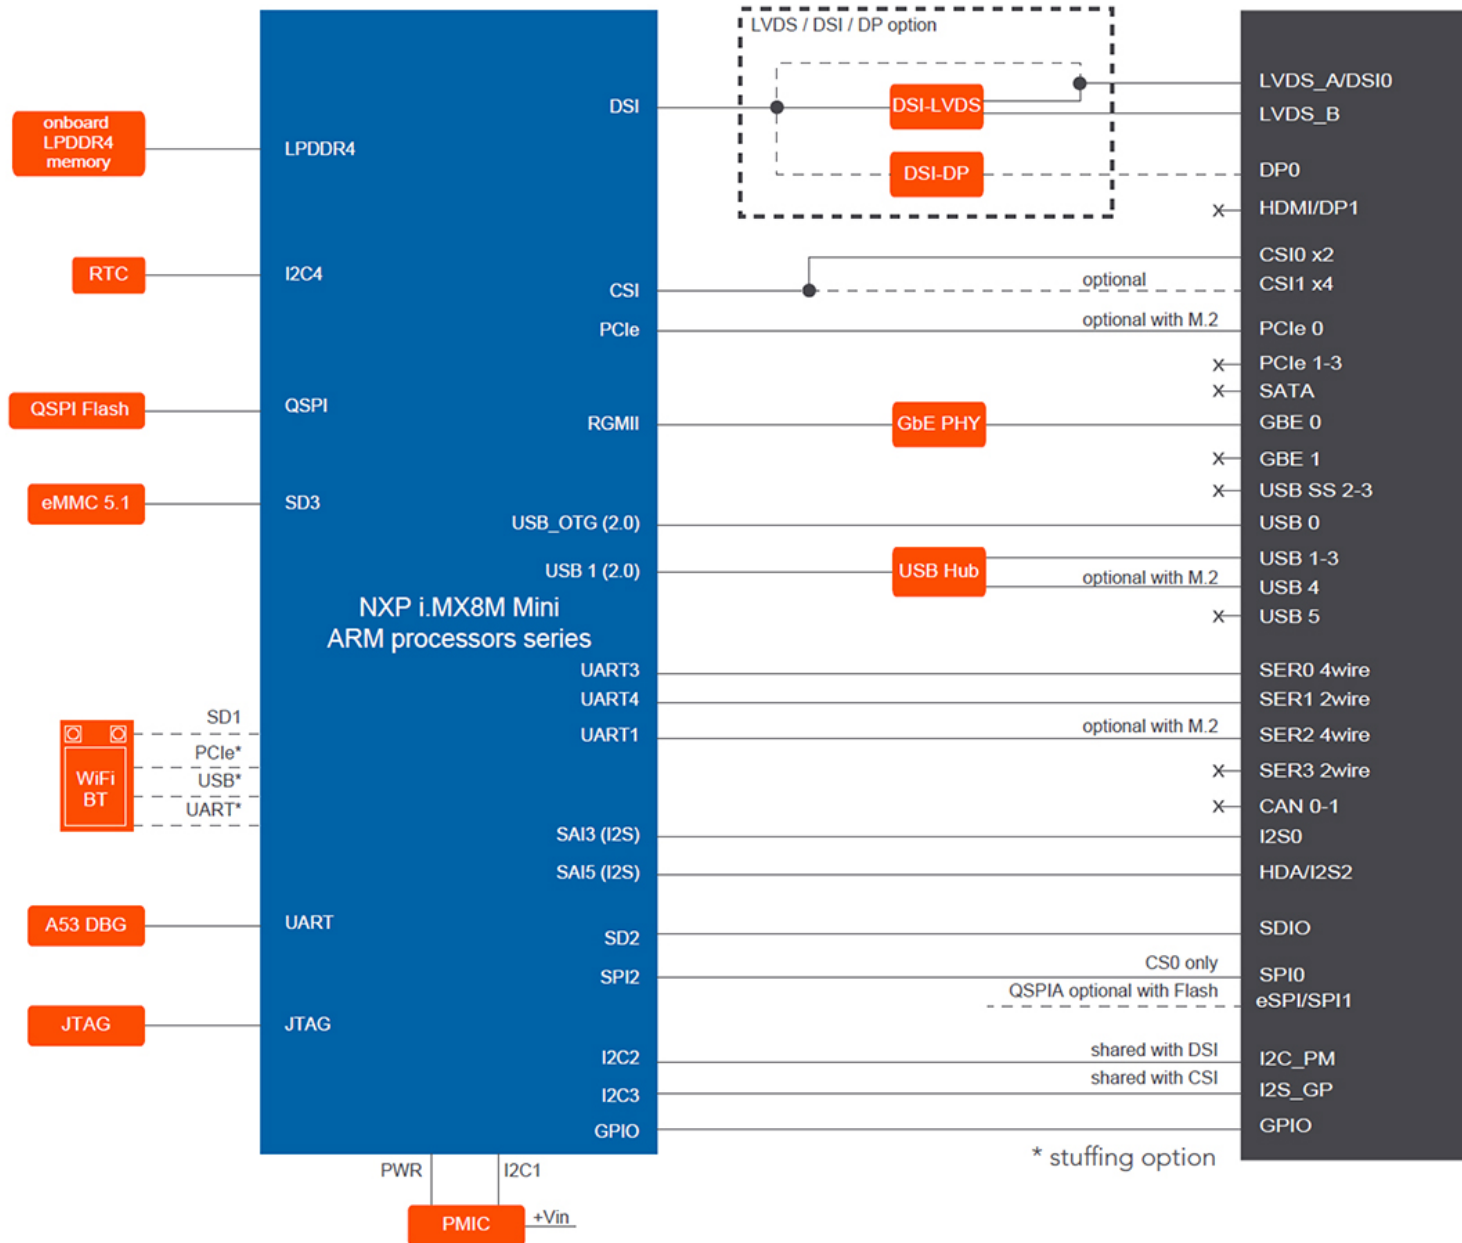 LVDS / DSI / DP option
onboard
LPDDR4
memory
RTC
QSPI Flash
eMMC 5.1
SD1
PCIe*
USB*
UART*
WiFi
BT
A53 DBG
JTAG
LPDDR4
I2C4
QSPI
SD3
UART
JTAG
NXP i.MX8M Mini
ARM processors series
DSI
CSI
PCIe
RGMII
USB_OTG (2.0)
USB 1 (2.0)
UART3
UART4
UART1
SAI3 (I2S)
SAI5 (I2S)
SD2
SPI2
I2C2
I2C3
GPIO
PWR
I2C1
PMIC
+Vin
DSI-LVDS
DSI-DP
optional
optional with M.2
GbE PHY
USB Hub
optional with M.2
optional with M.2
CS0 only
QSPIA optional with Flash
shared with DSI
shared with CSI
* stuffing option
X
X
X
X
X
X
X
X
LVDS_A/DSI0
LVDS_B
DP0
HDMI/DP1
CSI0 x2
CSI1 x4
PCIe 0
PCIe 1-3
SATA
GBE 0
GBE 1
USB SS 2-3
USB 0
USB 1-3
USB 4
USB 5
SER0 4wire
SER1 2wire
SER2 4wire
SER3 2wire
CAN 0-1
I2S0
HDA/I2S2
SDIO
SPI0
eSPI/SPI1
I2C_PM
I2S_GP
GPIO